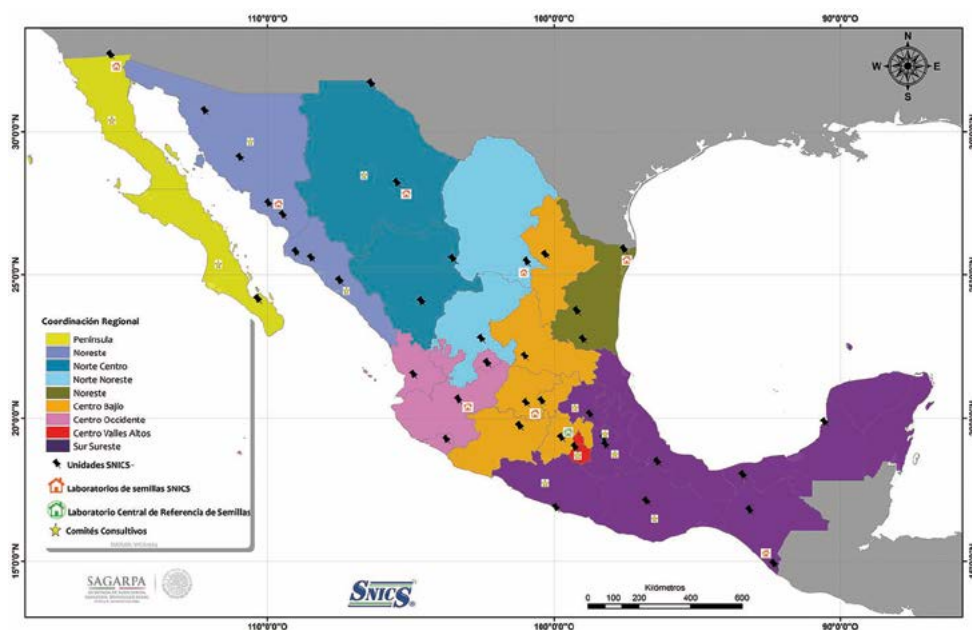 110°0'0"O
100°0'0"O
90°0'0"O
N
W E
S
30°0'0"N
25°0'0"N
20°0'0"N
15°0'0"N
Coordinación Regional
Península
Noreste
Norte Centro
Norte Noreste
Noreste
Centro Bajío
Centro Occidente
Centro Valles Altos
Sur Sureste
Unidades SNICS-
Laboratorios de semillas SNICS
Laboratorio Central de Referencia de Semillas
Comités Consultivos
SAGARPA
SNICS®
Kilómetros
0 100 200 400 600
110°0'0"O
100°0'0"O
90°0'0"O